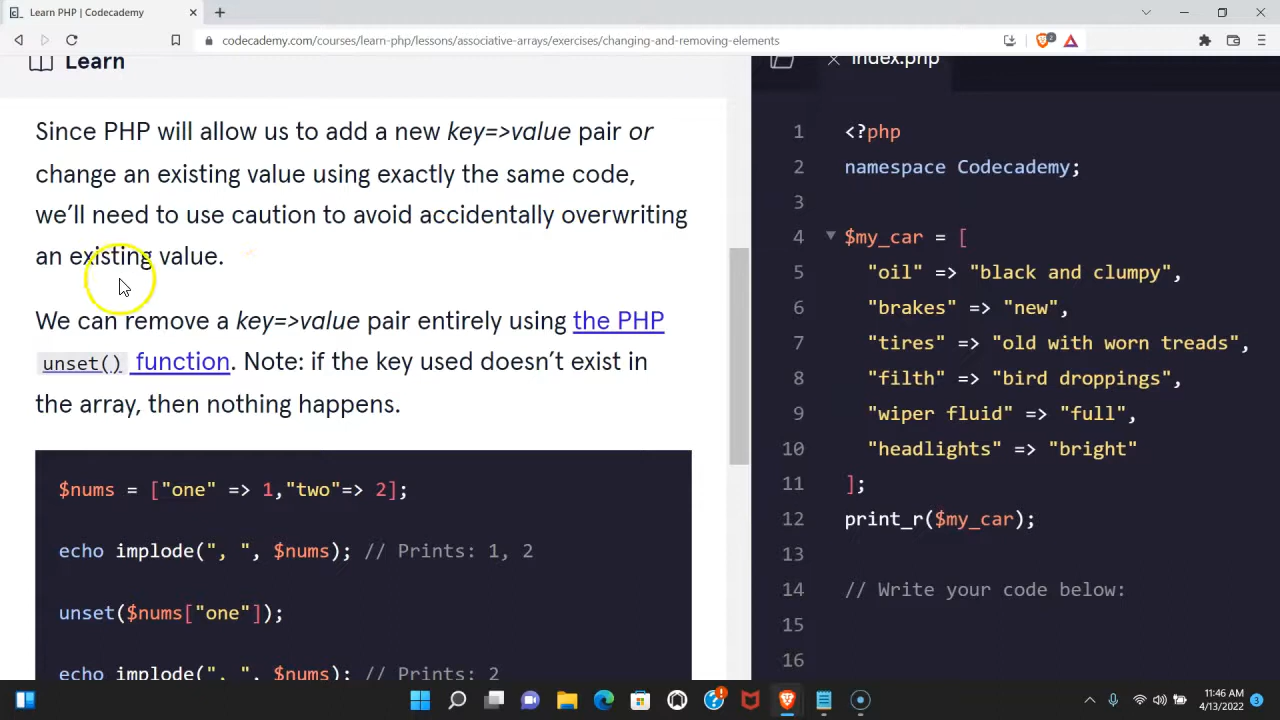 Learn PHP | Codecademy
codecademy.com/courses/learn-php/lessons/associative-arrays/exercises/changing-and-removing-elements
2
Learn
Since PHP will allow us to add a new key=>value pair or
change an existing value using exactly the same code,
we’ll need to use caution to avoid accidentally overwriting
an existing value.
We can remove a key=>value pair entirely using the PHP
unset() function. Note: if the key used doesn’t exist in
the array, then nothing happens.
$nums = ["one" => 1,"two"=> 2];
echo implode(", ", $nums); // Prints: 1, 2
unset($nums["one"]);
echo implode(", ", $nums); // Prints: 2
index.php
1 <?php
2 namespace Codecademy;
3
4 $my_car = [
5 "oil" => "black and clumpy",
6 "brakes" => "new",
7 "tires" => "old with worn treads",
8 "filth" => "bird droppings",
9 "wiper fluid" => "full",
10 "headlights" => "bright"
11 ];
12 print_r($my_car);
13
14 // Write your code below:
15
16
11:46 AM
4/13/2022
3